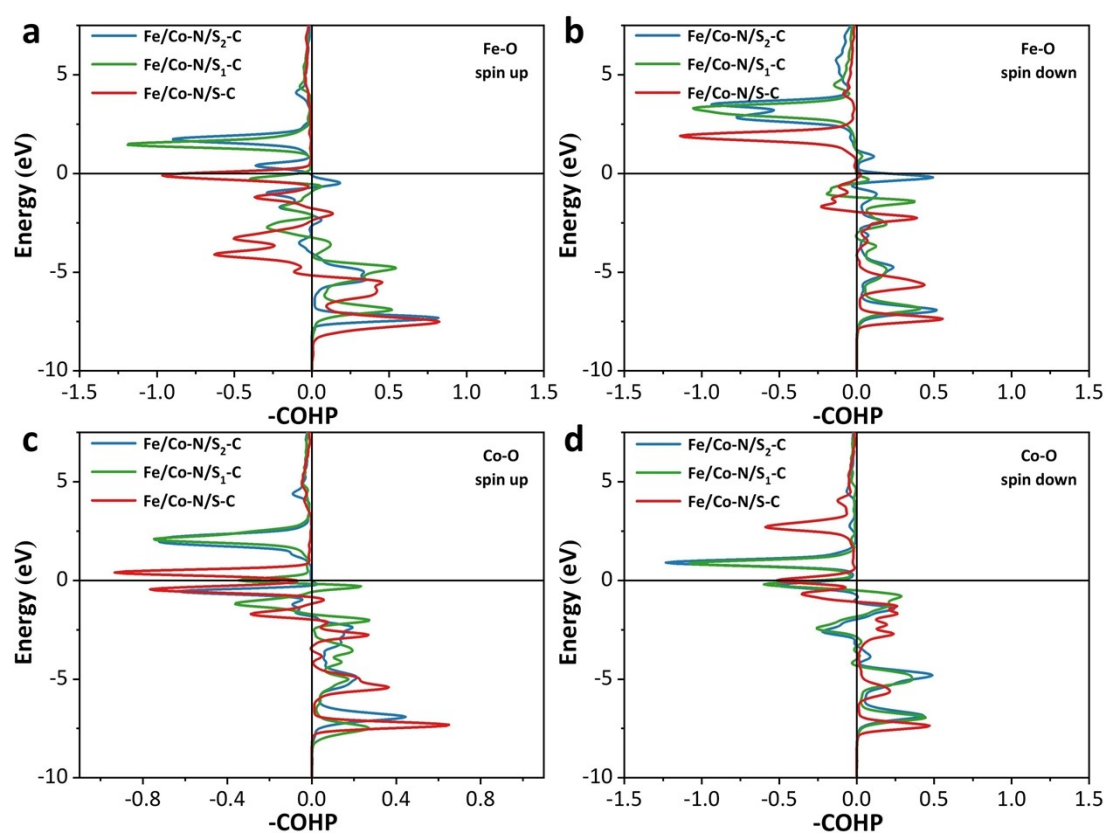 a
Fe/Co-N/S₂-C
Fe/Co-N/S₁-C
Fe/Co-N/S-C
Fe-O
spin up
Energy (eV)
5
0
-5
-10
-1.5 -1.0 -0.5 0.0 0.5 1.0 1.5
-COHP
b
Fe/Co-N/S₂-C
Fe/Co-N/S₁-C
Fe/Co-N/S-C
Fe-O
spin down
Energy (eV)
5
0
-5
-10
-1.5 -1.0 -0.5 0.0 0.5 1.0 1.5
-COHP
c
Fe/Co-N/S₂-C
Fe/Co-N/S₁-C
Fe/Co-N/S-C
Co-O
spin up
Energy (eV)
5
0
-5
-10
-0.8 -0.4 0.0 0.4 0.8
-COHP
d
Fe/Co-N/S₂-C
Fe/Co-N/S₁-C
Fe/Co-N/S-C
Co-O
spin down
Energy (eV)
5
0
-5
-10
-1.5 -1.0 -0.5 0.0 0.5 1.0 1.5
-COHP